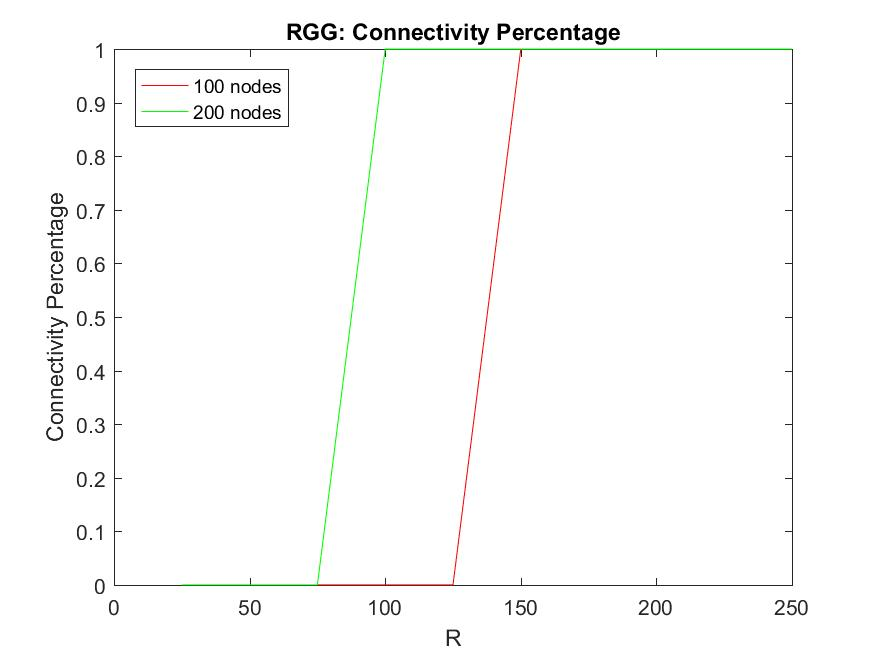 RGG: Connectivity Percentage
100 nodes
200 nodes
Connectivity Percentage
1
0.9
0.8
0.7
0.6
0.5
0.4
0.3
0.2
0.1
0
0 50 100 150 200 250
R